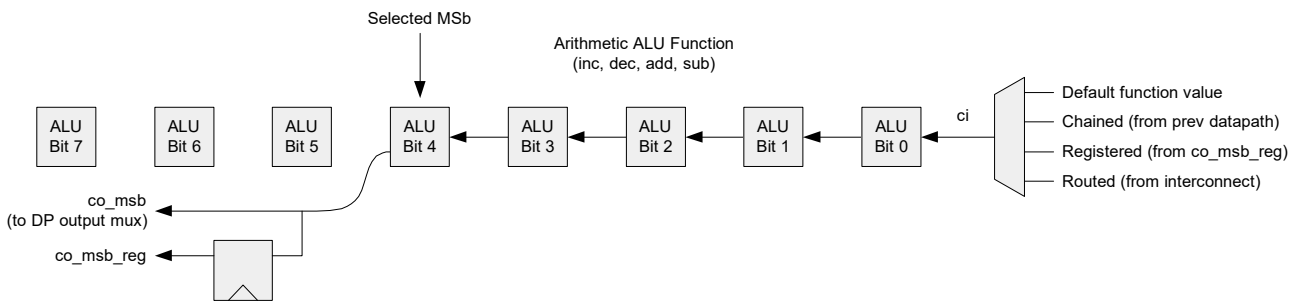 Selected MSb
Arithmetic ALU Function
(inc, dec, add, sub)
ALU
Bit 7
ALU
Bit 6
ALU
Bit 5
ALU
Bit 4
ALU
Bit 3
ALU
Bit 2
ALU
Bit 1
ALU
Bit 0
ci
Default function value
Chained (from prev datapath)
Registered (from co_msb_reg)
Routed (from interconnect)
co_msb
(to DP output mux)
co_msb_reg